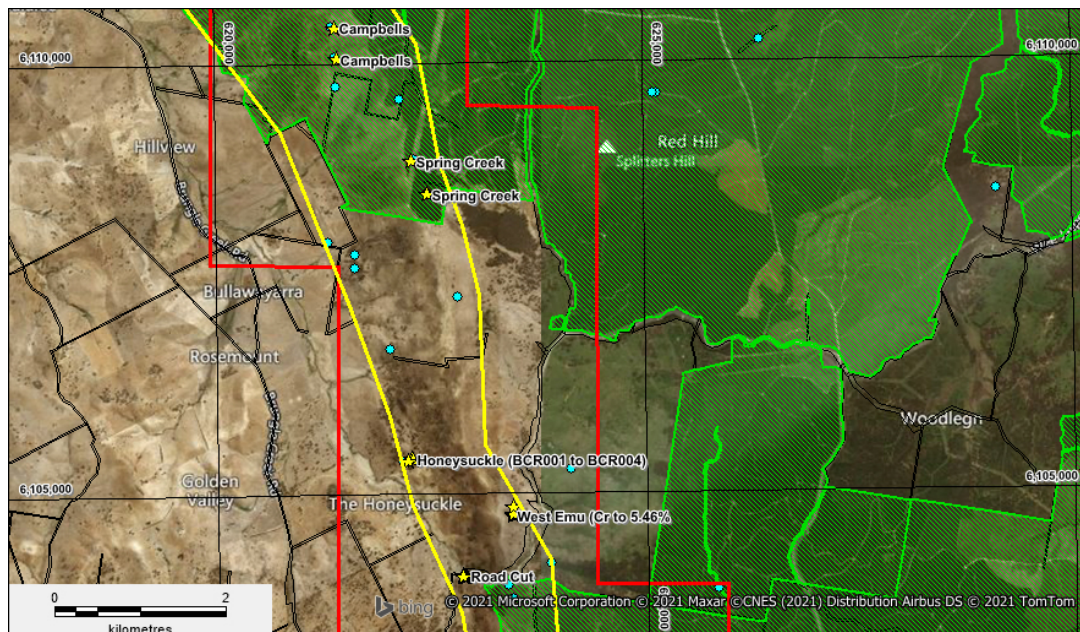 620,000
625,000
Campbells
6,110,000
6,110,000
Campbells
Hillview
Red Hill
Splitters Hill
Spring Creek
Spring Creek
Bullawayarra
Rosemount
Woodlegh
Honeysuckle (BCR001 to BCR004)
Golden
Valley
6,105,000
6,105,000
The Honeysuckle
West Emu (Cr to 5.46%
Road Cut
0
2
kilometres
bing
© 2021 Microsoft Corporation © 2021 Maxar ©CNES (2021) Distribution Airbus DS © 2021 TomTom